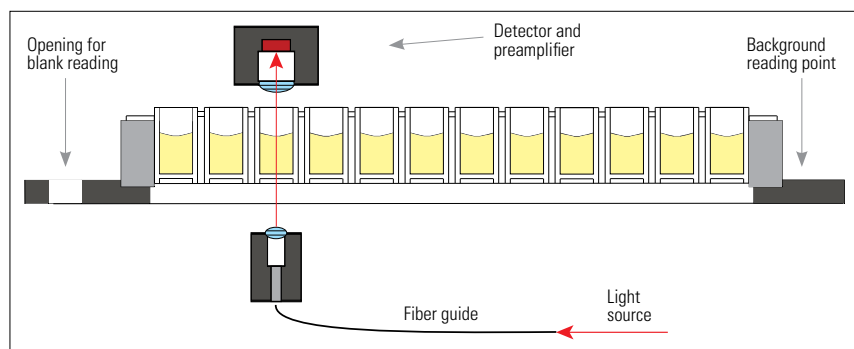 Opening for
blank reading
Detector and
preamplifier
Background
reading point
Fiber guide
Light
source